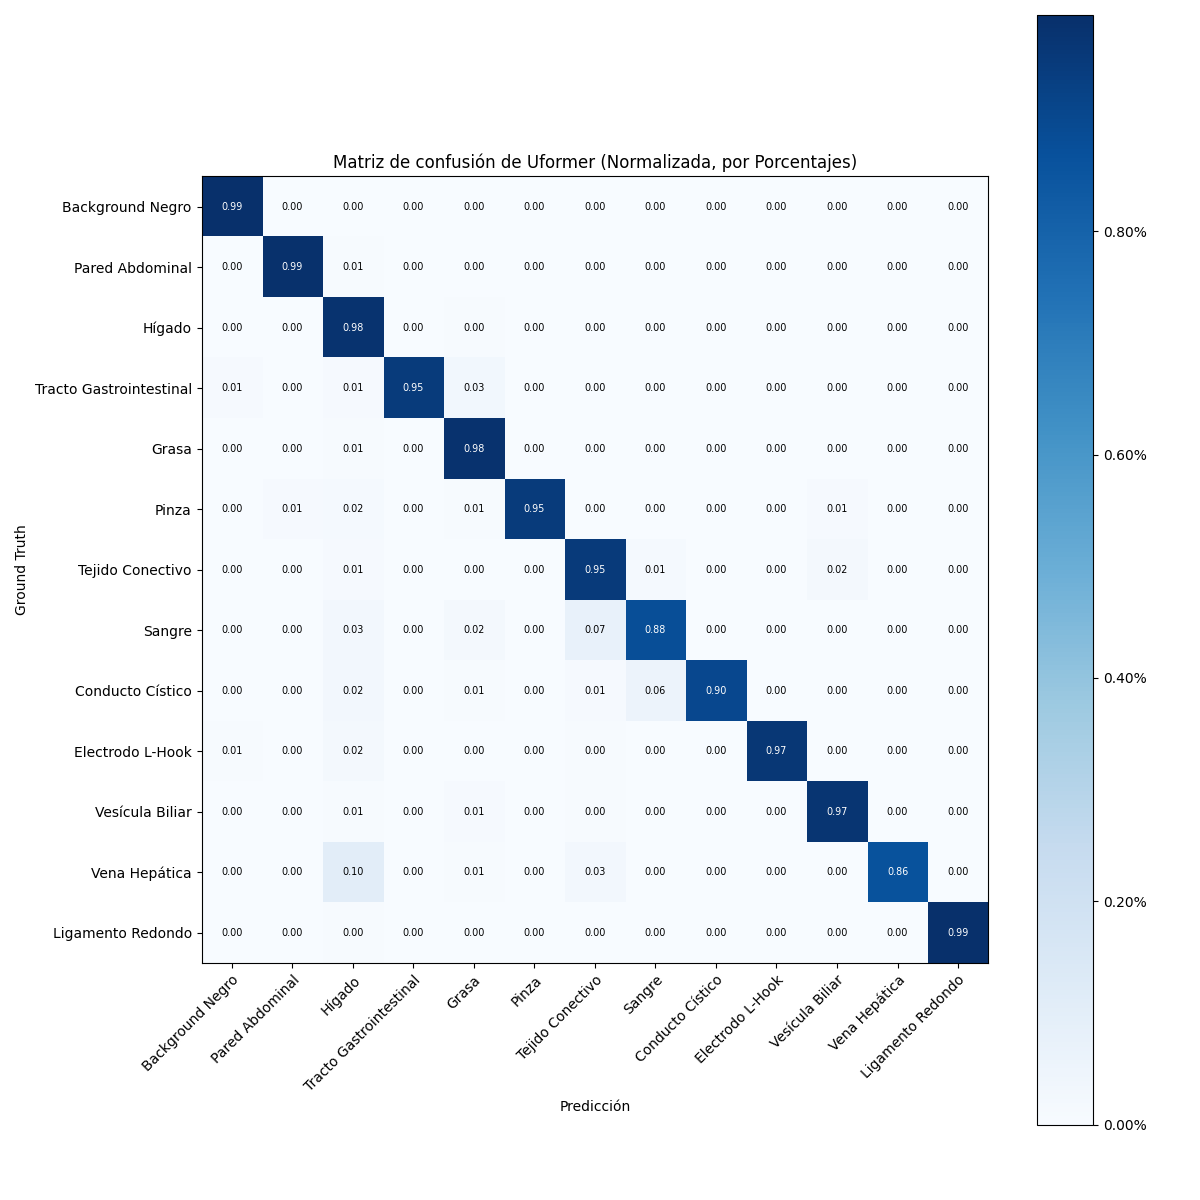 Matriz de confusión de Uformer (Normalizada, por Porcentajes)
Background Negro 0.99 0.00 0.00 0.00 0.00 0.00 0.00 0.00 0.00 0.00 0.00 0.00 0.00
Pared Abdominal 0.00 0.99 0.01 0.00 0.00 0.00 0.00 0.00 0.00 0.00 0.00 0.00 0.00
Hígado 0.00 0.00 0.98 0.00 0.00 0.00 0.00 0.00 0.00 0.00 0.00 0.00 0.00
Tracto Gastrointestinal 0.01 0.00 0.01 0.95 0.03 0.00 0.00 0.00 0.00 0.00 0.00 0.00 0.00
Grasa 0.00 0.00 0.01 0.00 0.98 0.00 0.00 0.00 0.00 0.00 0.00 0.00 0.00
Pinza 0.00 0.01 0.02 0.00 0.01 0.95 0.00 0.00 0.00 0.00 0.01 0.00 0.00
Tejido Conectivo 0.00 0.00 0.01 0.00 0.00 0.00 0.95 0.01 0.00 0.00 0.02 0.00 0.00
Sangre 0.00 0.00 0.03 0.00 0.02 0.00 0.07 0.88 0.00 0.00 0.00 0.00 0.00
Conducto Cístico 0.00 0.00 0.02 0.00 0.01 0.00 0.01 0.06 0.90 0.00 0.00 0.00 0.00
Electrodo L-Hook 0.01 0.00 0.02 0.00 0.00 0.00 0.00 0.00 0.00 0.97 0.00 0.00 0.00
Vesícula Biliar 0.00 0.00 0.01 0.00 0.01 0.00 0.00 0.00 0.00 0.00 0.97 0.00 0.00
Vena Hepática 0.00 0.00 0.10 0.00 0.01 0.00 0.03 0.00 0.00 0.00 0.00 0.86 0.00
Ligamento Redondo 0.00 0.00 0.00 0.00 0.00 0.00 0.00 0.00 0.00 0.00 0.00 0.00 0.99
Ground Truth
Background Negro
Pared Abdominal
Hígado
Tracto Gastrointestinal
Grasa
Pinza
Tejido Conectivo
Sangre
Conducto Cístico
Electrodo L-Hook
Vesícula Biliar
Vena Hepática
Ligamento Redondo
Predicción
0.80%
0.60%
0.40%
0.20%
0.00%